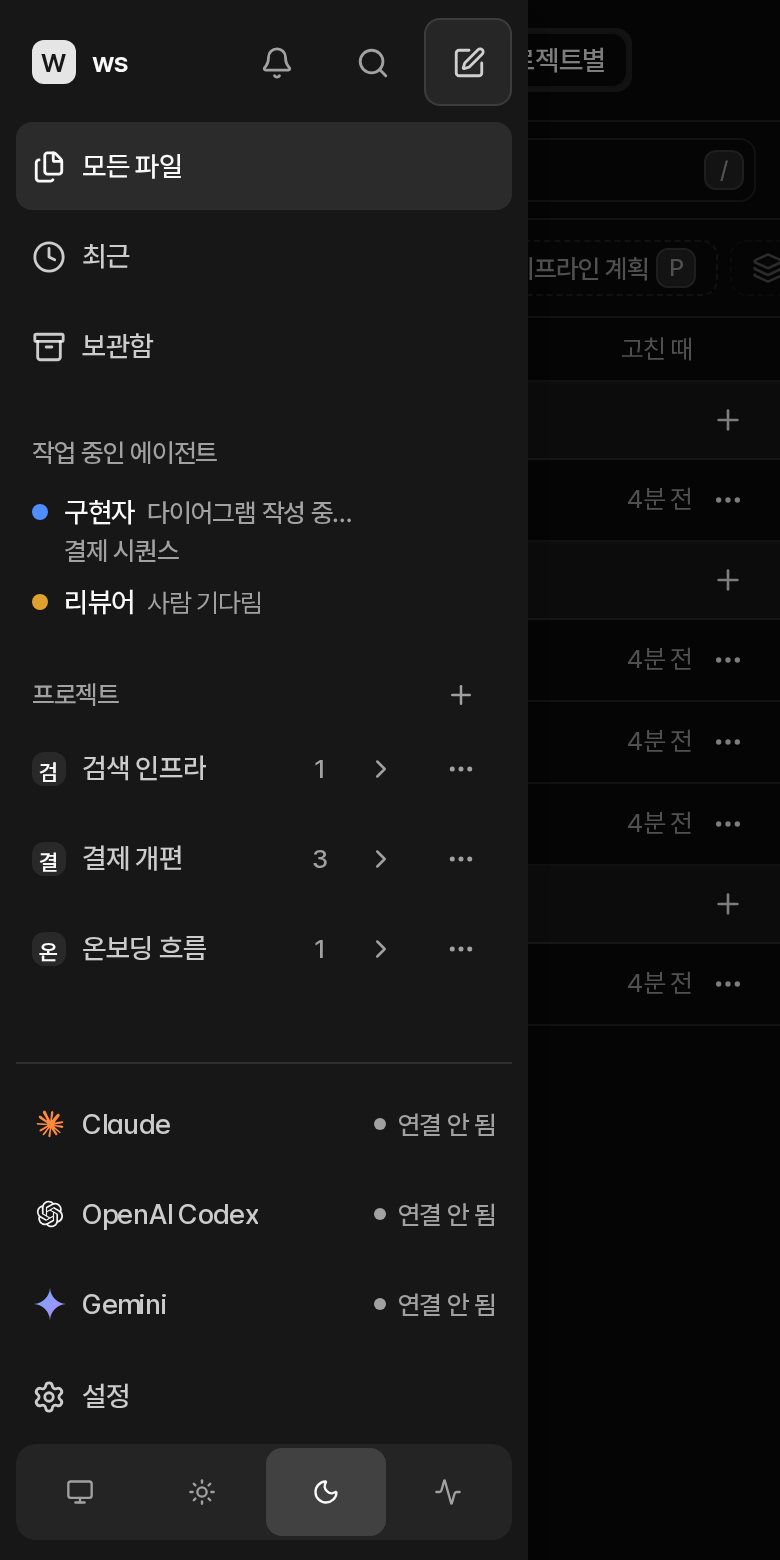 W ws
로젝트별
모든 파일
/
최근
파이프라인 계획 P
보관함
고친 때
작업 중인 에이전트
구현자 다이어그램 작성 중...
4분 전
결제 시퀀스
리뷰어 사람 기다림
4분 전
프로젝트
4분 전
검 검색 인프라 1
4분 전
결 결제 개편 3
온 온보딩 흐름 1
4분 전
Claude 연결 안 됨
OpenAI Codex 연결 안 됨
Gemini 연결 안 됨
설정